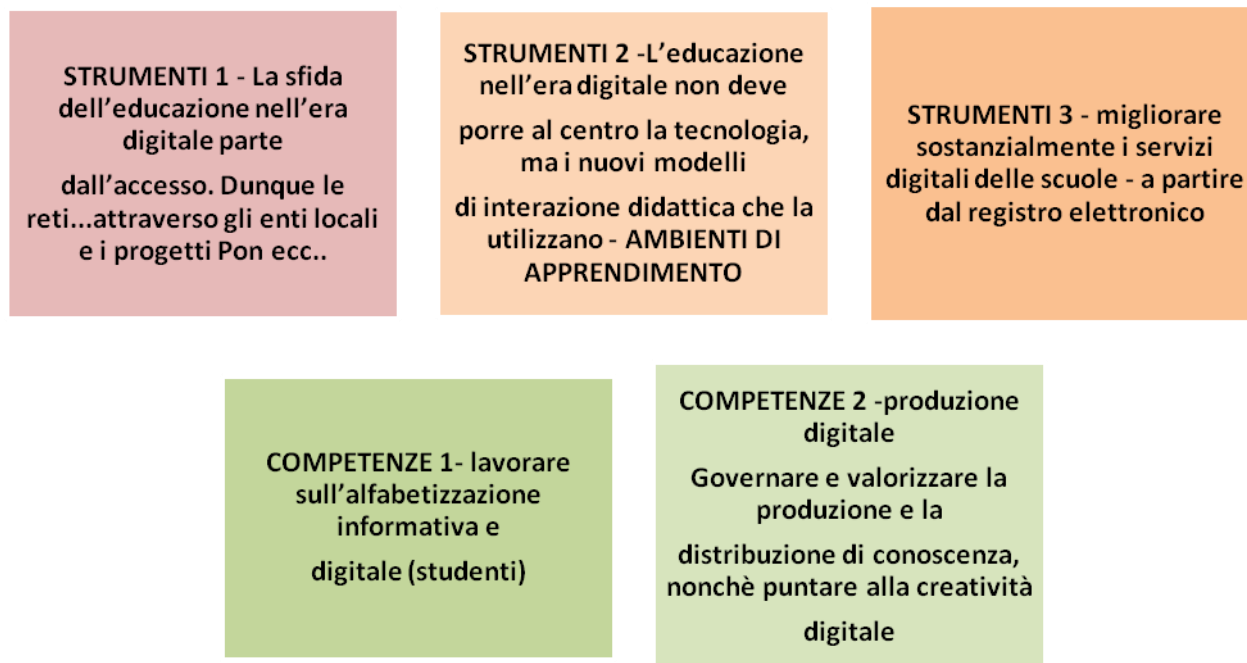 STRUMENTI 1 - La sfida
dell’educazione nell’era
digitale parte
dall’accesso. Dunque le
reti...attraverso gli enti locali
e i progetti Pon ecc..
STRUMENTI 2 -L’educazione
nell’era digitale non deve
porre al centro la tecnologia,
ma i nuovi modelli
di interazione didattica che la
utilizzano - AMBIENTI DI
APPRENDIMENTO
STRUMENTI 3 - migliorare
sostanzialmente i servizi
digitali delle scuole - a partire
dal registro elettronico
COMPETENZE 1- lavorare
sull’alfabetizzazione
informativa e
digitale (studenti)
COMPETENZE 2 -produzione
digitale
Governare e valorizzare la
produzione e la
distribuzione di conoscenza,
nonchè puntare alla creatività
digitale